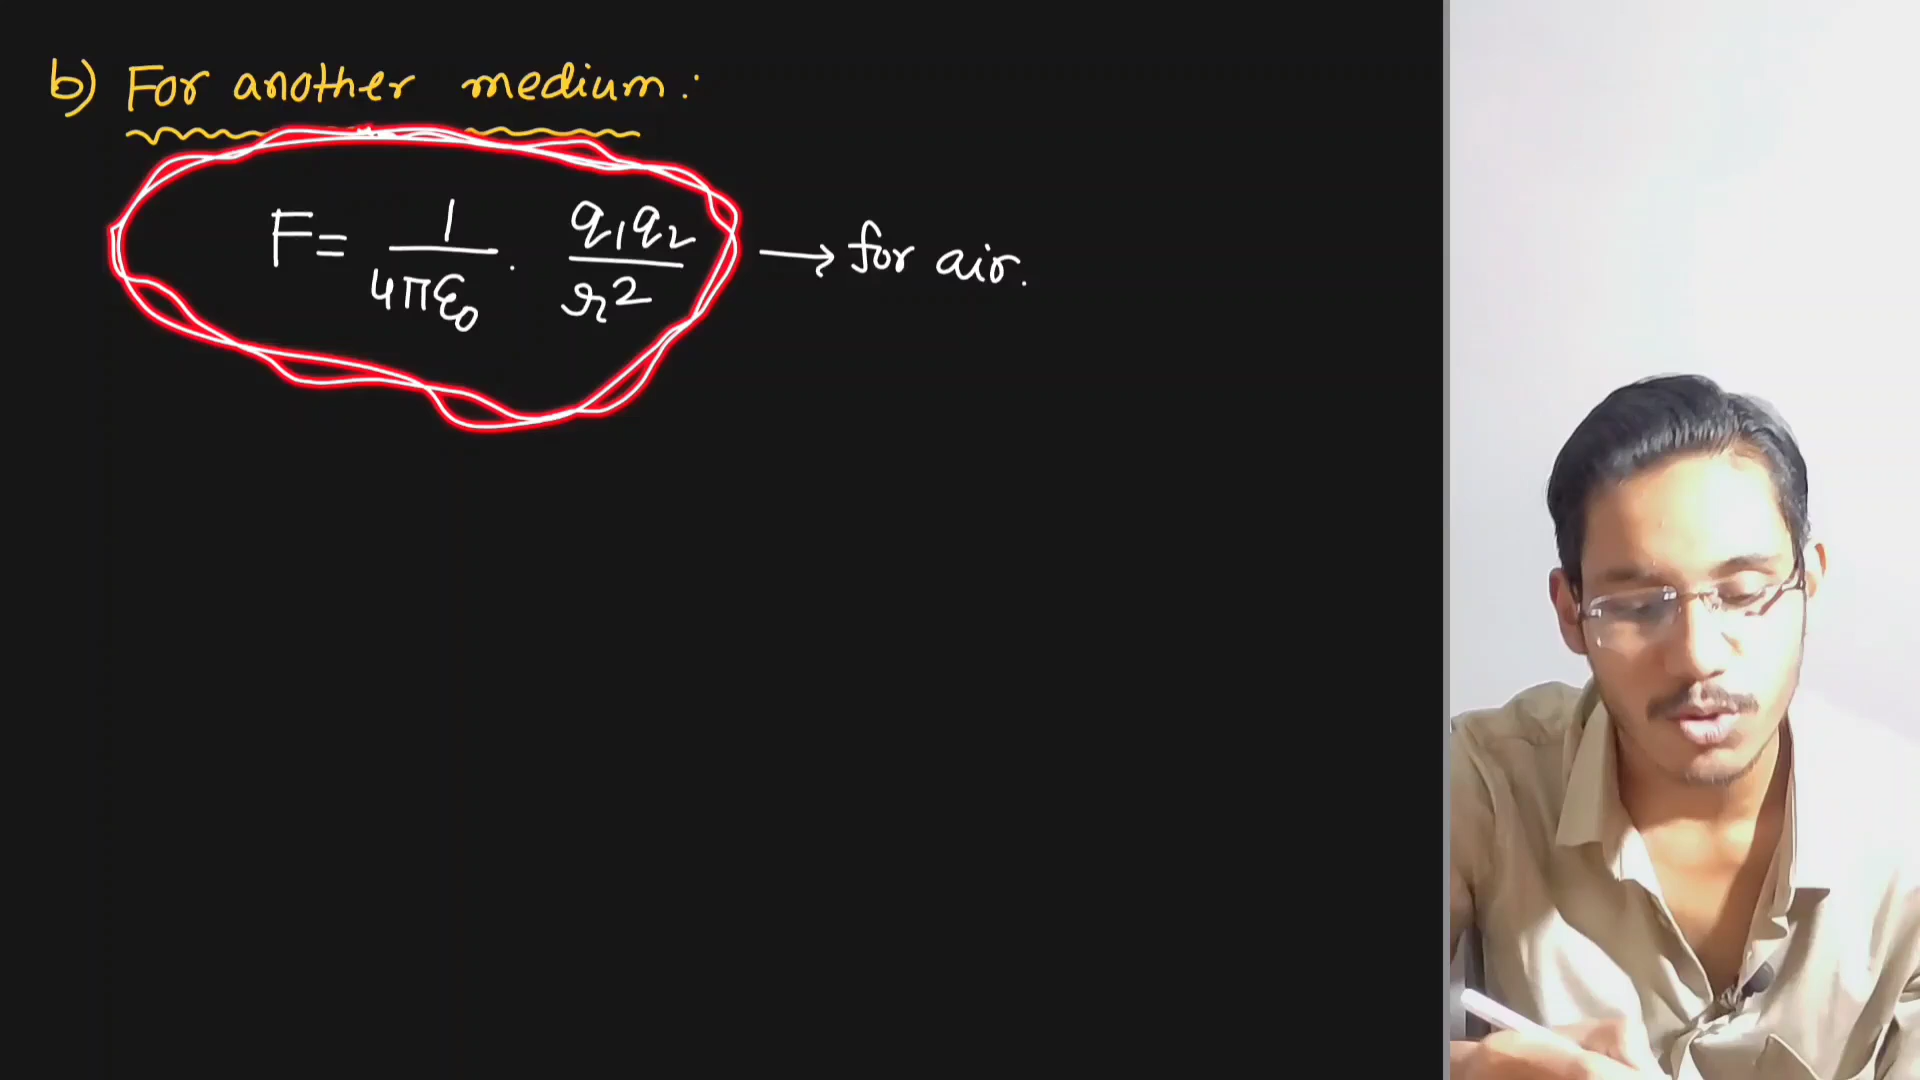 b) For another medium :
F = 1/4πε₀ . q₁q₂/r² → for air.